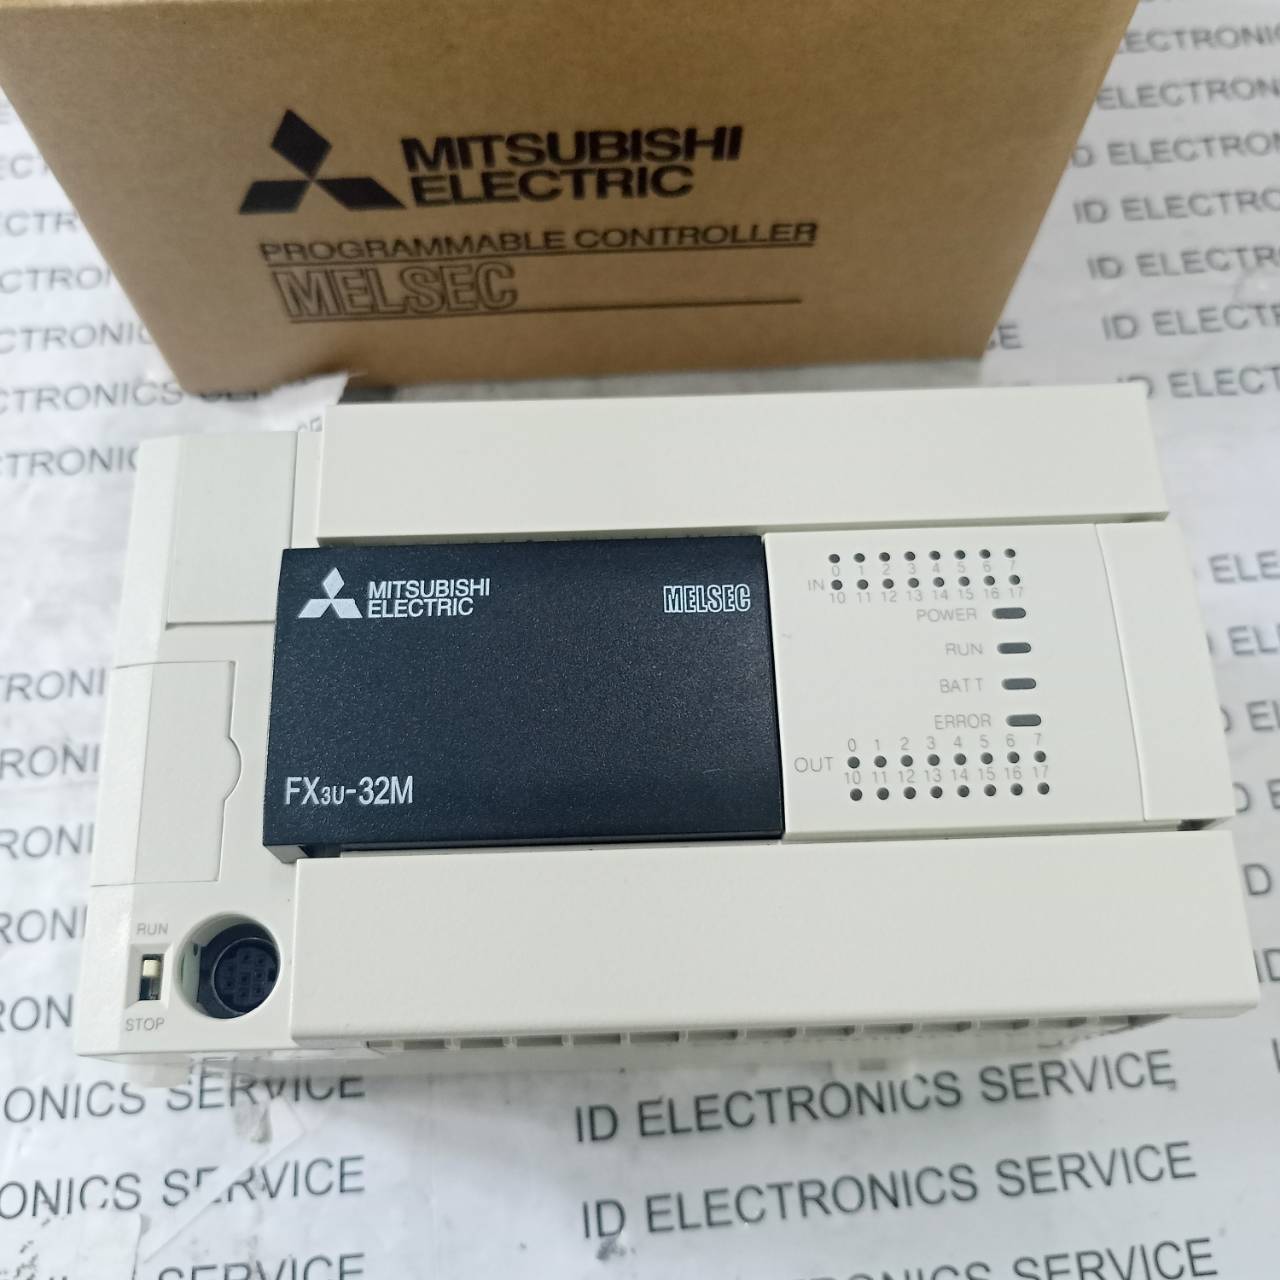 MITSUBISHI
ELECTRIC
PROGRAMMABLE CONTROLLER
MELSEC
MITSUBISHI
ELECTRIC
MELSEC
FX3U-32M
0 1 2 3 4 5 6 7
IN
10 11 12 13 14 15 16 17
POWER
RUN
BATT
ERROR
0 1 2 3 4 5 6 7
OUT
10 11 12 13 14 15 16 17
RUN
STOP
ID ELECTRONICS SERVICE
ID ELECTRONICS SERVICE
ID ELECTRONICS SERVICE